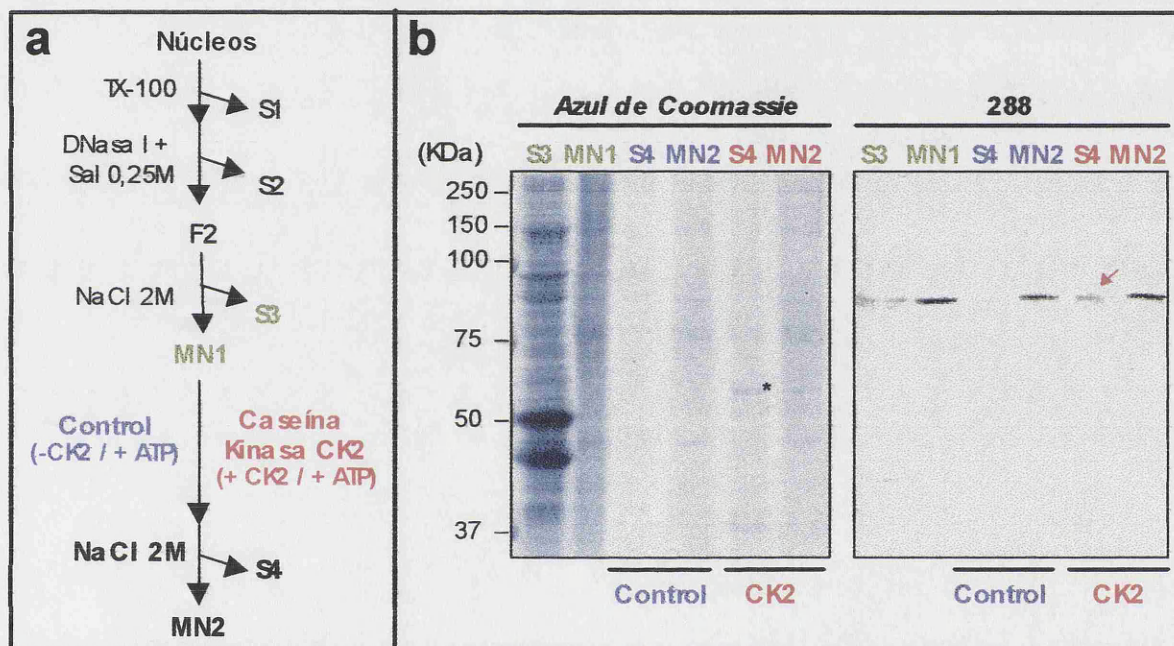 a
Núcleos
TX-100
S1
DNasa I +
Sal 0,25M
S2
F2
NaCl 2M
S3
MN1
Control
(-CK2 / + ATP)
Caseína
Kinasa CK2
(+ CK2 / + ATP)
NaCl 2M
S4
MN2
b
Azul de Coomassie
288
(KDa)
S3 MN1 S4 MN2 S4 MN2
S3 MN1 S4 MN2 S4 MN2
250
150
100
75
50
37
*
Control
CK2
Control
CK2